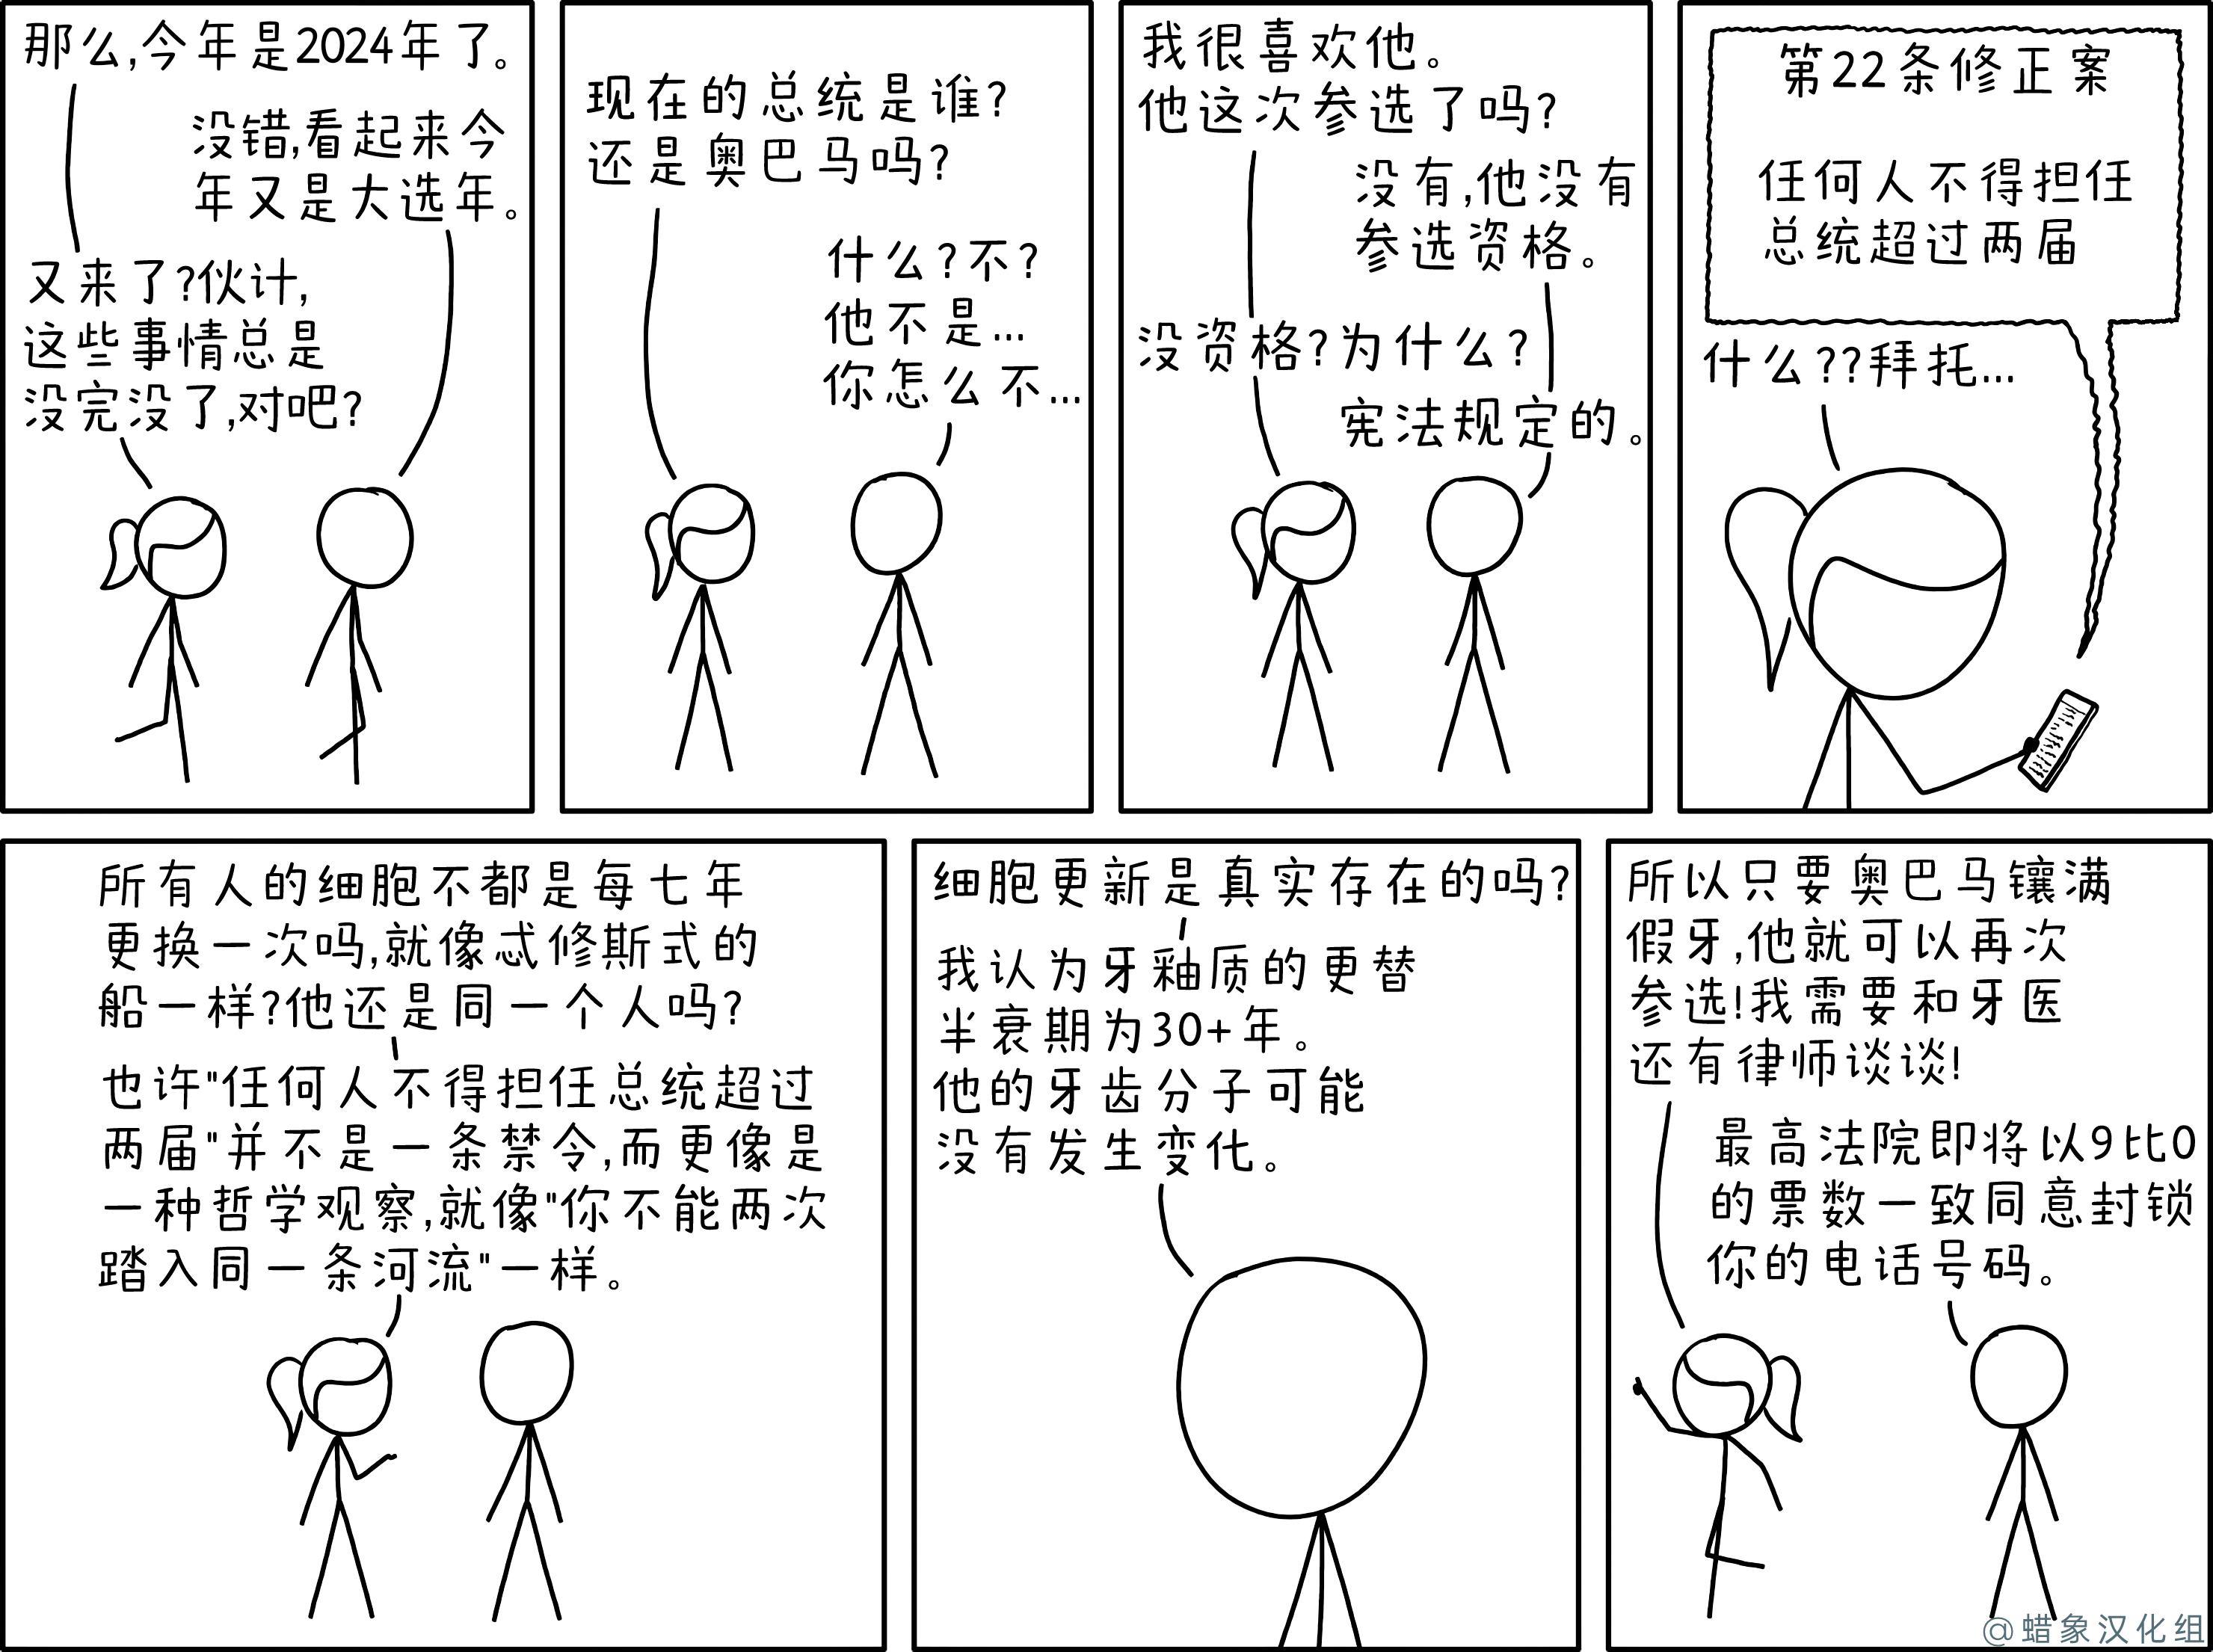 那么,今年是2024年了。
没错,看起来今
年又是大选年。
又来了?伙计,
这些事情总是
没完没了,对吧?
现在的总统是谁?
还是奥巴马吗?
什么?不?
他不是...
你怎么不...
我很喜欢他。
他这次参选了吗?
没有,他没有
参选资格。
没资格?为什么?
宪法规定的。
第22条修正案
任何人不得担任
总统超过两届
什么??拜托...
所有人的细胞不都是每七年
更换一次吗,就像忒修斯式的
船一样?他还是同一个人吗?
也许"任何人不得担任总统超过
两届"并不是一条禁令,而更像是
一种哲学观察,就像"你不能两次
踏入同一条河流"一样。
细胞更新是真实存在的吗?
我认为牙釉质的更替
半衰期为30+年。
他的牙齿分子可能
没有发生变化。
所以只要奥巴马镶满
假牙,他就可以再次
参选!我需要和牙医
还有律师谈谈!
最高法院即将以9比0
的票数一致同意封锁
你的电话号码。
@蜡象汉化组